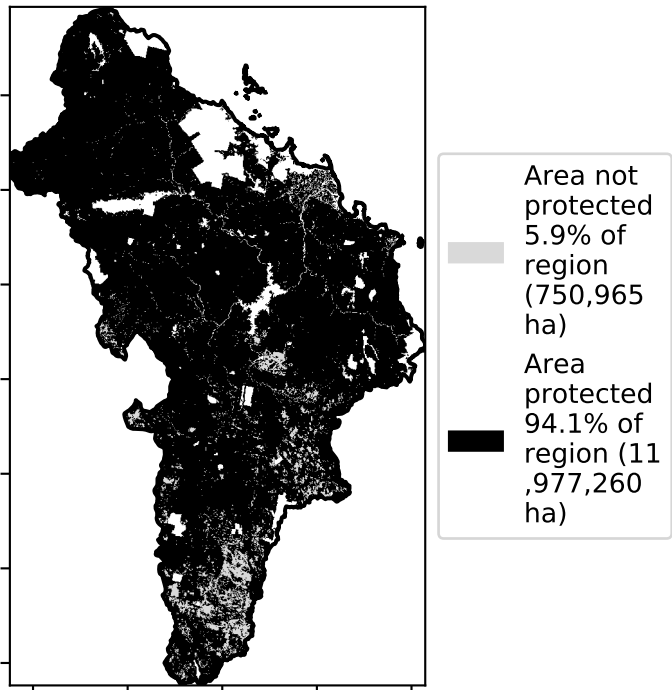 Area not
protected
5.9% of
region
(750,965
ha)
Area
protected
94.1% of
region (11
,977,260
ha)